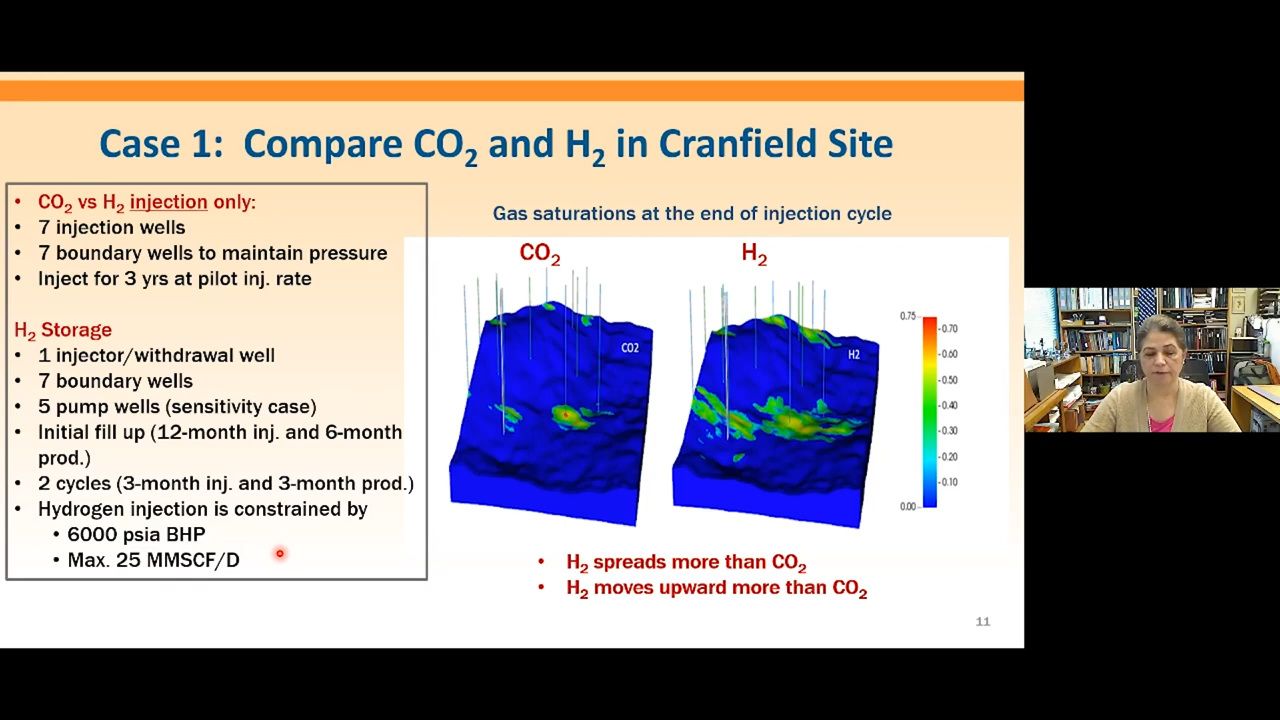 Case 1: Compare CO₂ and H₂ in Cranfield Site
• CO₂ vs H₂ injection only:
• 7 injection wells
• 7 boundary wells to maintain pressure
• Inject for 3 yrs at pilot inj. rate
H₂ Storage
• 1 injector/withdrawal well
• 7 boundary wells
• 5 pump wells (sensitivity case)
• Initial fill up (12-month inj. and 6-month
prod.)
• 2 cycles (3-month inj. and 3-month prod.)
• Hydrogen injection is constrained by
• 6000 psia BHP
• Max. 25 MMSCF/D
Gas saturations at the end of injection cycle
CO₂
H₂
CO2
H2
0.75
0.70
0.60
0.50
0.40
0.30
0.20
0.10
0.00
• H₂ spreads more than CO₂
• H₂ moves upward more than CO₂
11